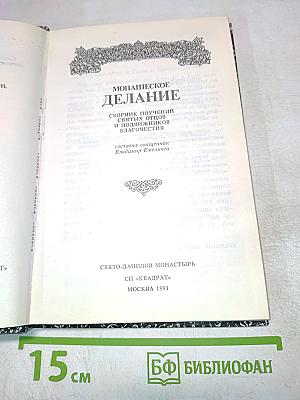 МОНАШЕСКОЕ
ДЕЛАНИЕ
СБОРНИК ПОУЧЕНИЙ
СВЯТЫХ ОТЦОВ
И ПОДВИЖНИКОВ
БЛАГОЧЕСТИЯ
составил священник
Владимир Емеличев
СВЯТО-ДАНИЛОВ МОНАСТЫРЬ
СП «КВАДРАТ»
МОСКВА 1991
15 см
БФ БИБЛИОФАН